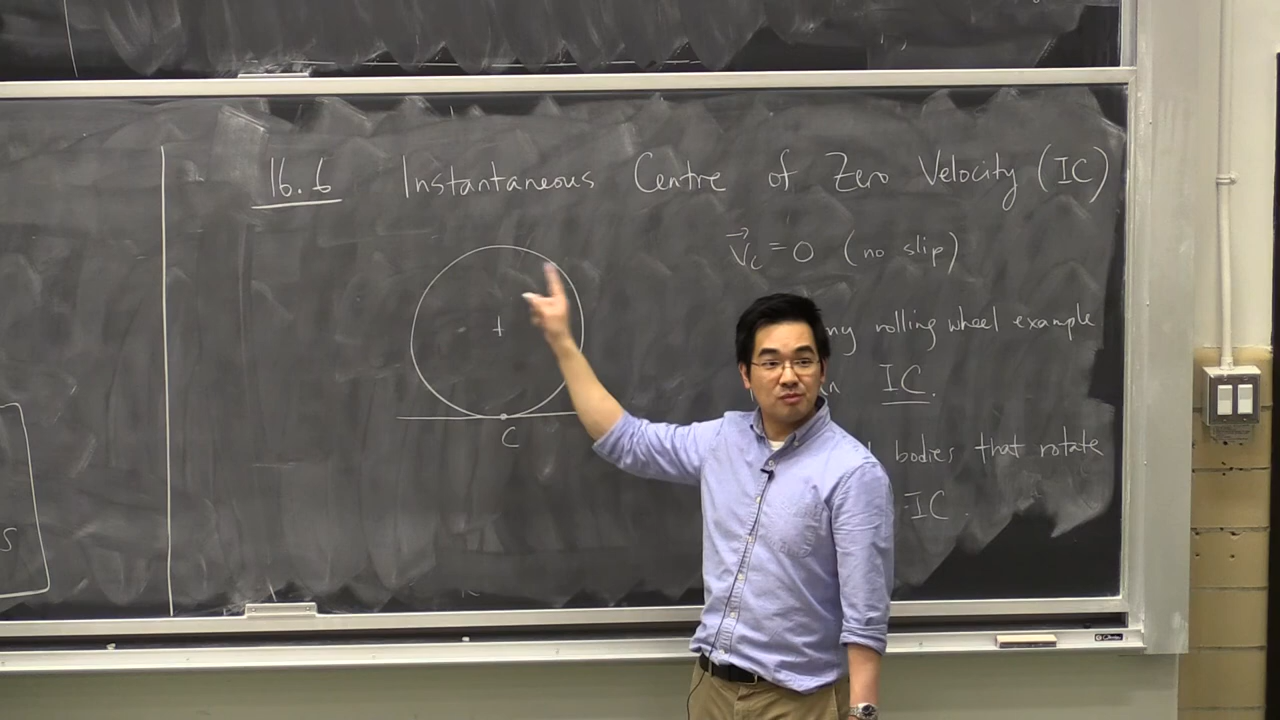 16.6 Instantaneous Centre of Zero Velocity (IC)
V⃗c = 0 (no slip)
rolling wheel example
IC.
bodies that rotate
IC.
C
S